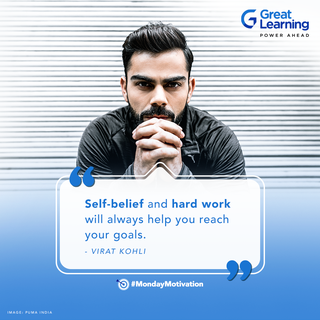 Great
Learning
POWER AHEAD
Self-belief and hard work
will always help you reach
your goals.
- VIRAT KOHLI
#MondayMotivation
IMAGE: PUMA INDIA